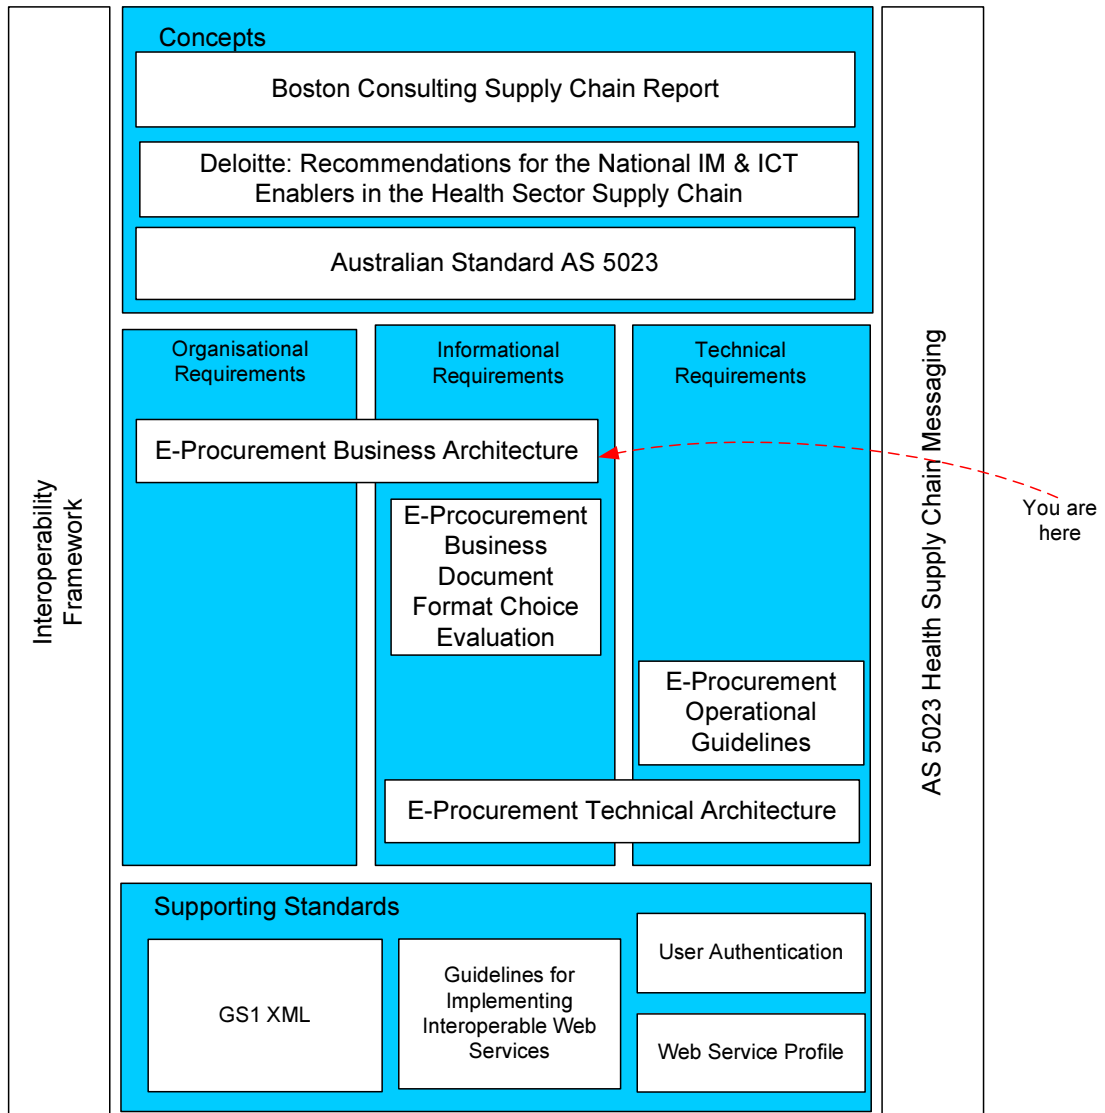 Concepts
Boston Consulting Supply Chain Report
Deloitte: Recommendations for the National IM & ICT
Enablers in the Health Sector Supply Chain
Australian Standard AS 5023
Organisational
Requirements
Informational
Requirements
Technical
Requirements
E-Procurement Business Architecture
E-Prcocurement
Business
Document
Format Choice
Evaluation
E-Procurement
Operational
Guidelines
E-Procurement Technical Architecture
Supporting Standards
GS1 XML
Guidelines for
Implementing
Interoperable Web
Services
User Authentication
Web Service Profile
Interoperability
Framework
AS 5023 Health Supply Chain Messaging
You are
here